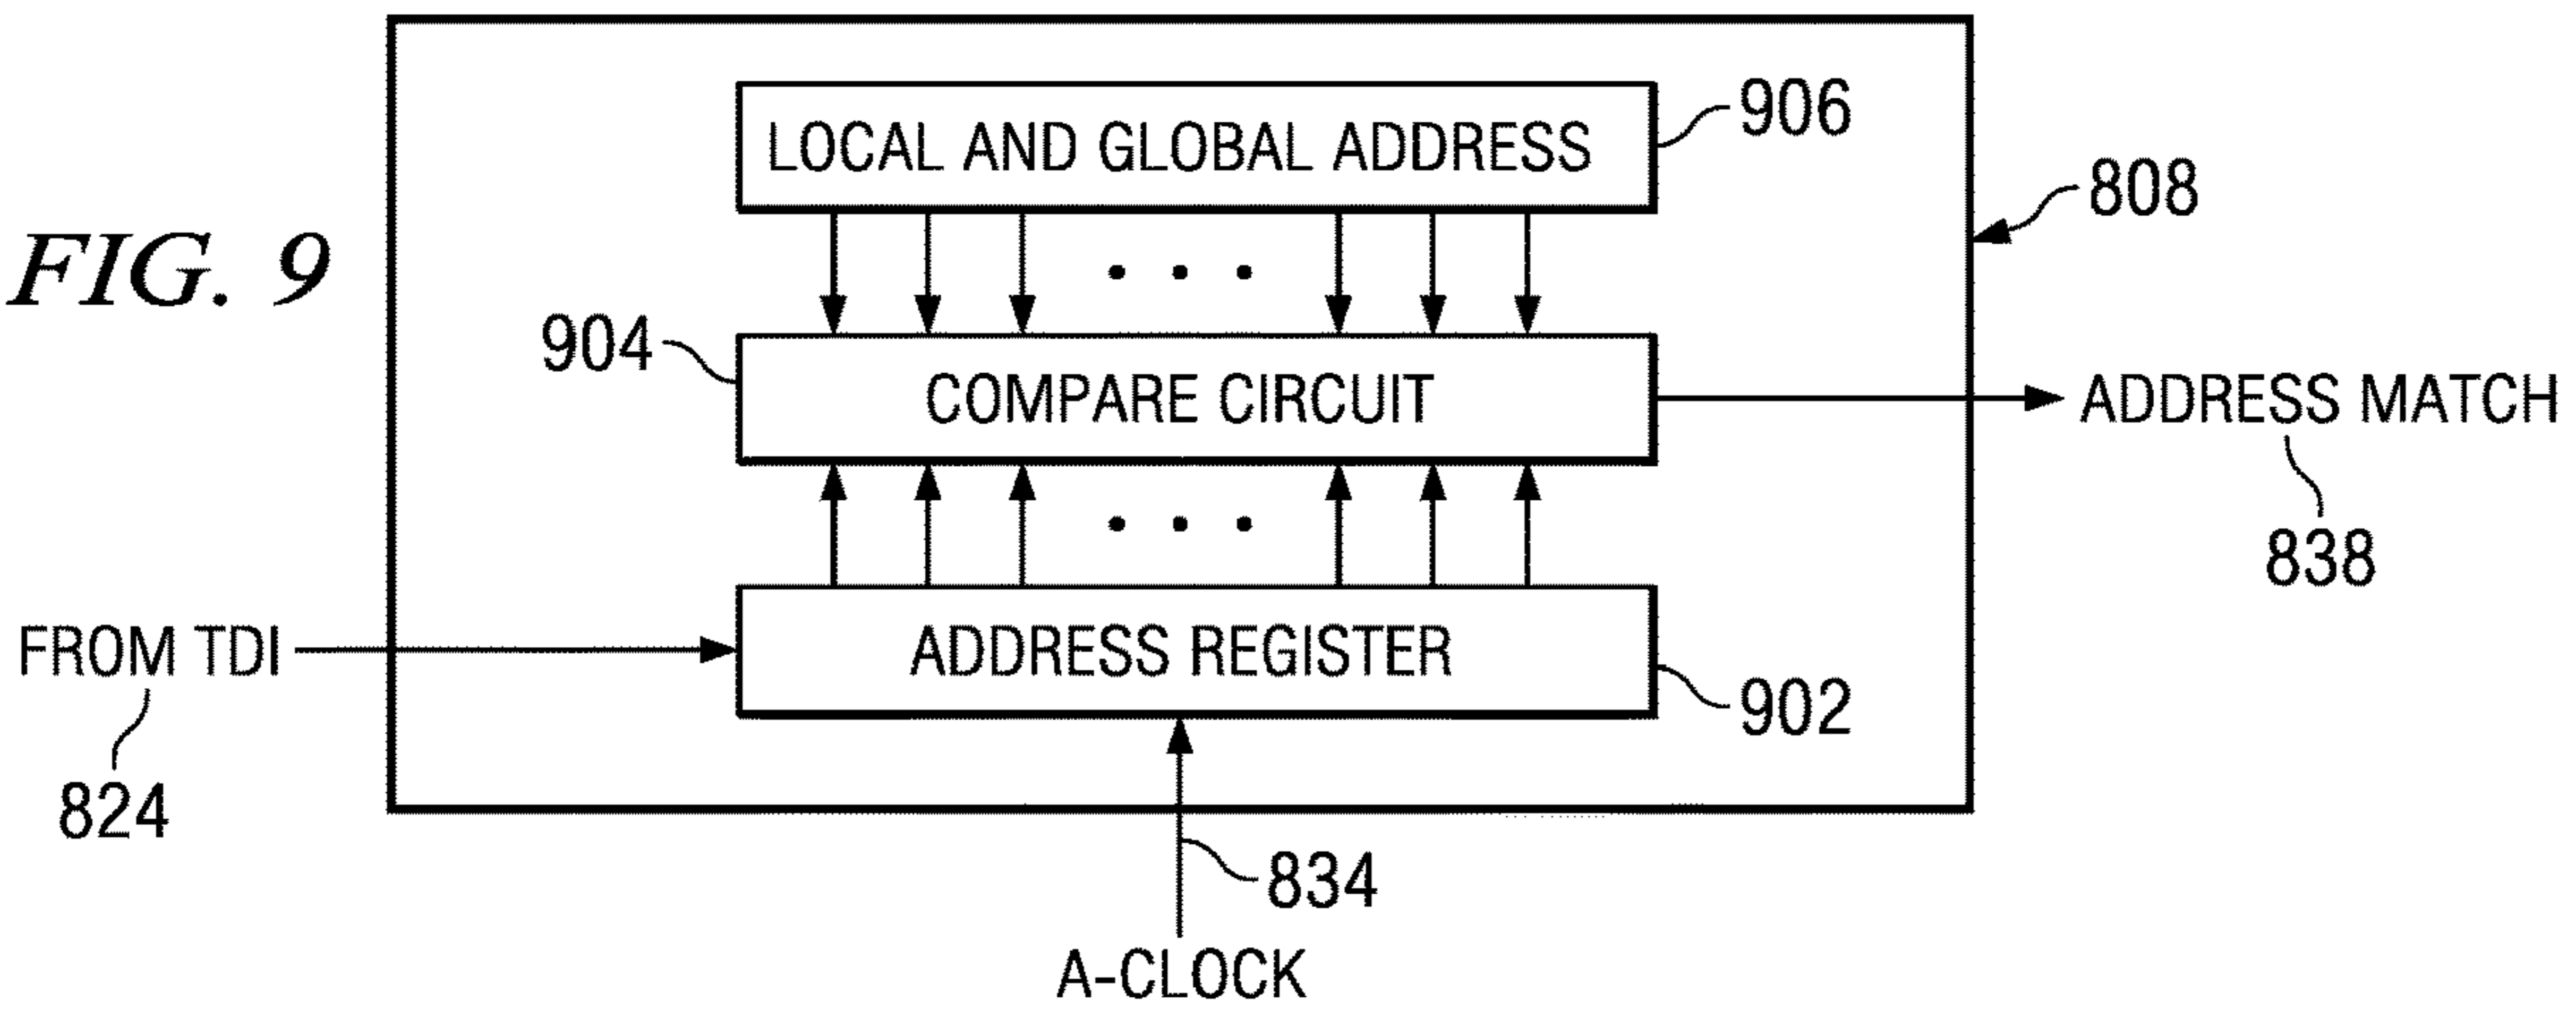 LOCAL AND GLOBAL ADDRESS
906
808
FIG. 9
904
COMPARE CIRCUIT
ADDRESS MATCH
838
FROM TDI
ADDRESS REGISTER
902
824
834
A-CLOCK